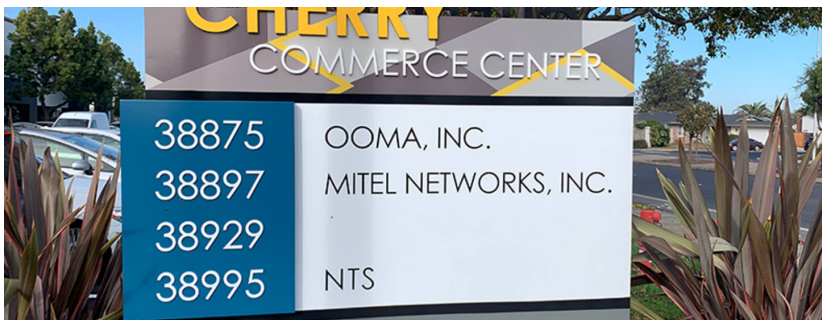 CHERRY
COMMERCE CENTER
38875 OOMA, INC.
38897 MITEL NETWORKS, INC.
38929
38995 NTS